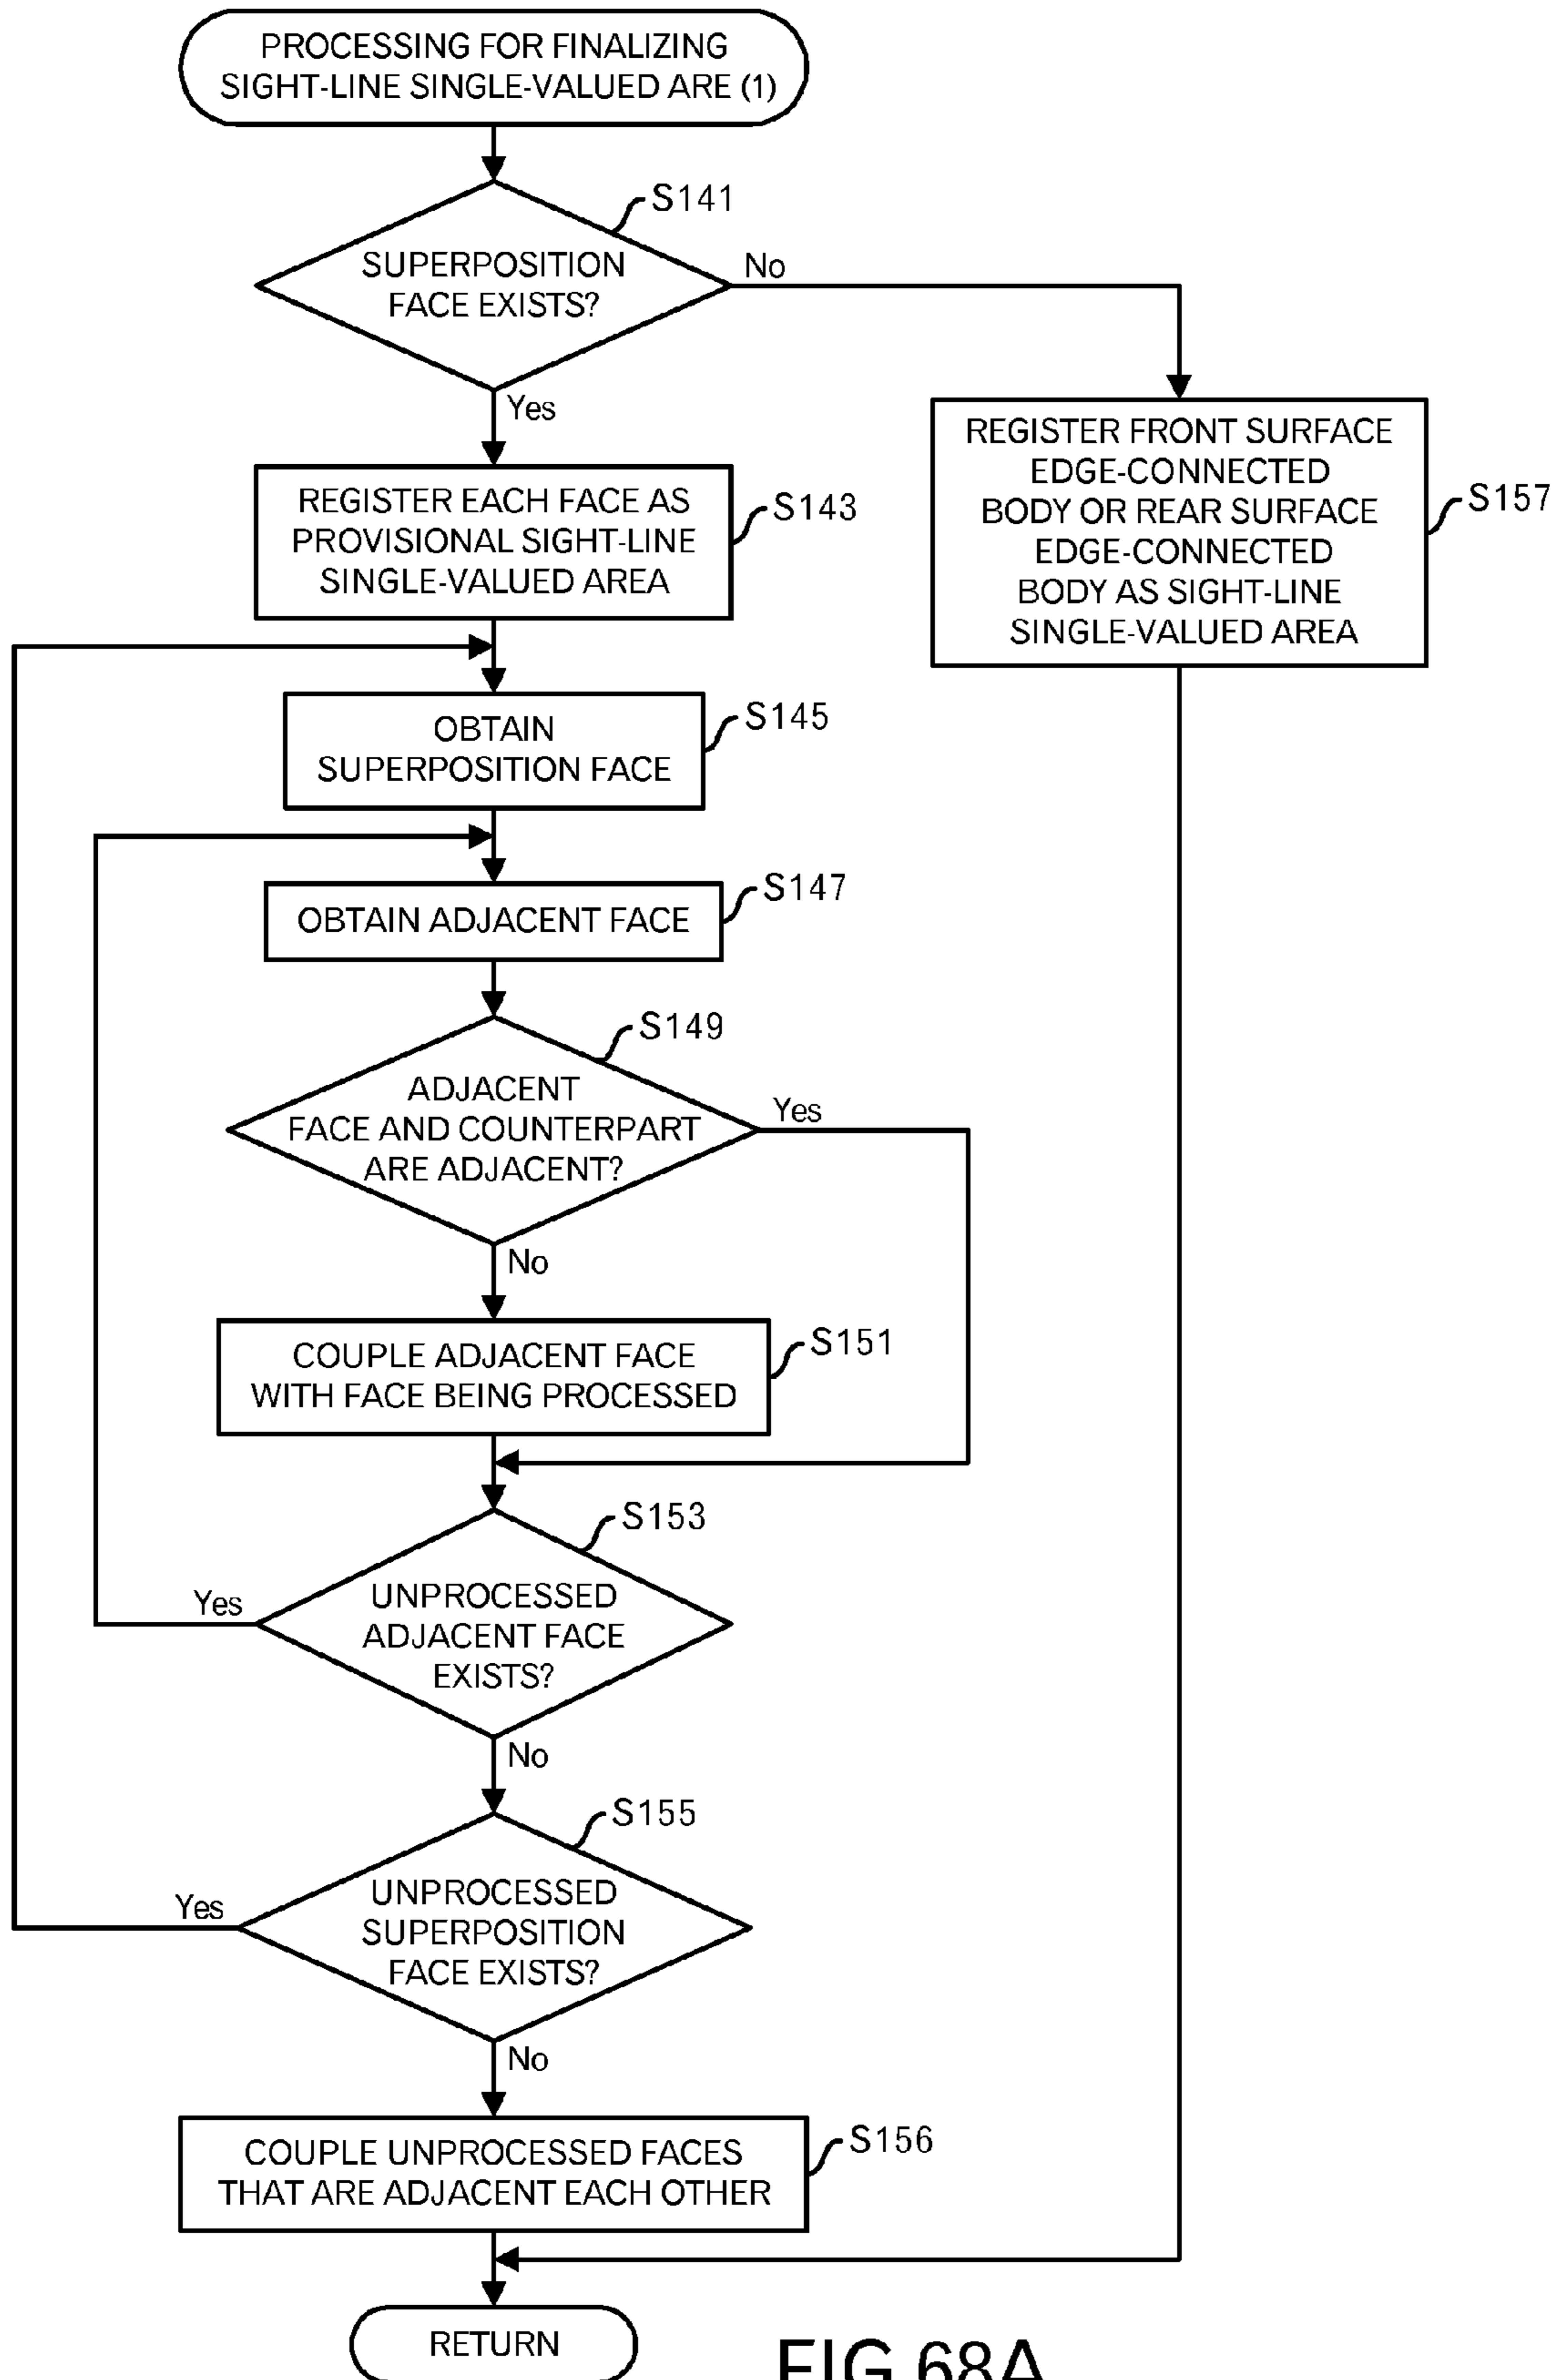 PROCESSING FOR FINALIZING
SIGHT-LINE SINGLE-VALUED ARE (1)
S141
SUPERPOSITION
FACE EXISTS?
No
Yes
REGISTER FRONT SURFACE
EDGE-CONNECTED
BODY OR REAR SURFACE
EDGE-CONNECTED
BODY AS SIGHT-LINE
SINGLE-VALUED AREA
S157
REGISTER EACH FACE AS
PROVISIONAL SIGHT-LINE
SINGLE-VALUED AREA
S143
OBTAIN
SUPERPOSITION FACE
S145
OBTAIN ADJACENT FACE
S147
S149
ADJACENT
FACE AND COUNTERPART
ARE ADJACENT?
Yes
No
COUPLE ADJACENT FACE
WITH FACE BEING PROCESSED
S151
S153
UNPROCESSED
ADJACENT FACE
EXISTS?
Yes
No
S155
UNPROCESSED
SUPERPOSITION
FACE EXISTS?
Yes
No
COUPLE UNPROCESSED FACES
THAT ARE ADJACENT EACH OTHER
S156
RETURN
FIG.68A